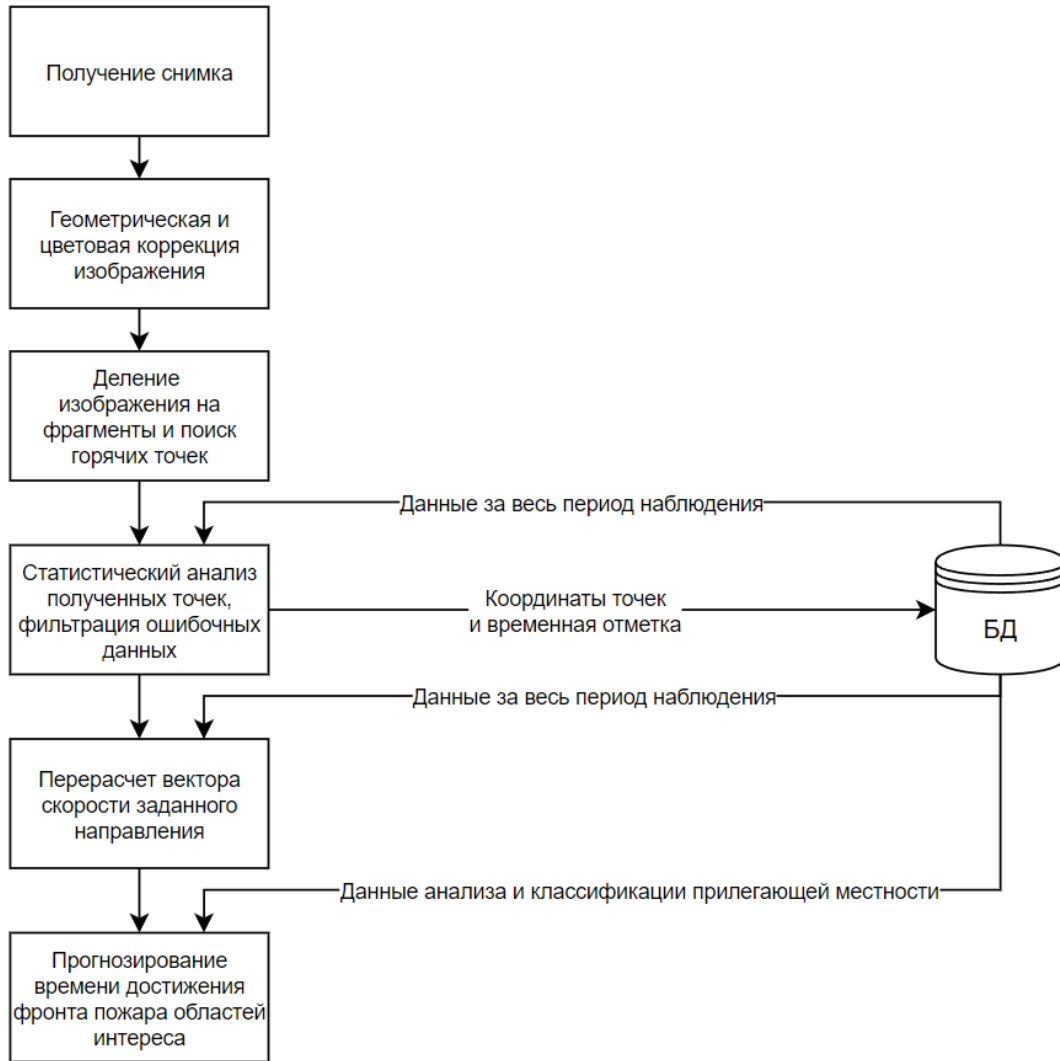 Получение снимка
Геометрическая и
цветовая коррекция
изображения
Деление
изображения на
фрагменты и поиск
горячих точек
Данные за весь период наблюдения
Статистический анализ
полученных точек,
фильтрация ошибочных
данных
Координаты точек
и временная отметка
БД
Данные за весь период наблюдения
Перерасчет вектора
скорости заданного
направления
Данные анализа и классификации прилегающей местности
Прогнозирование
времени достижения
фронта пожара областей
интереса